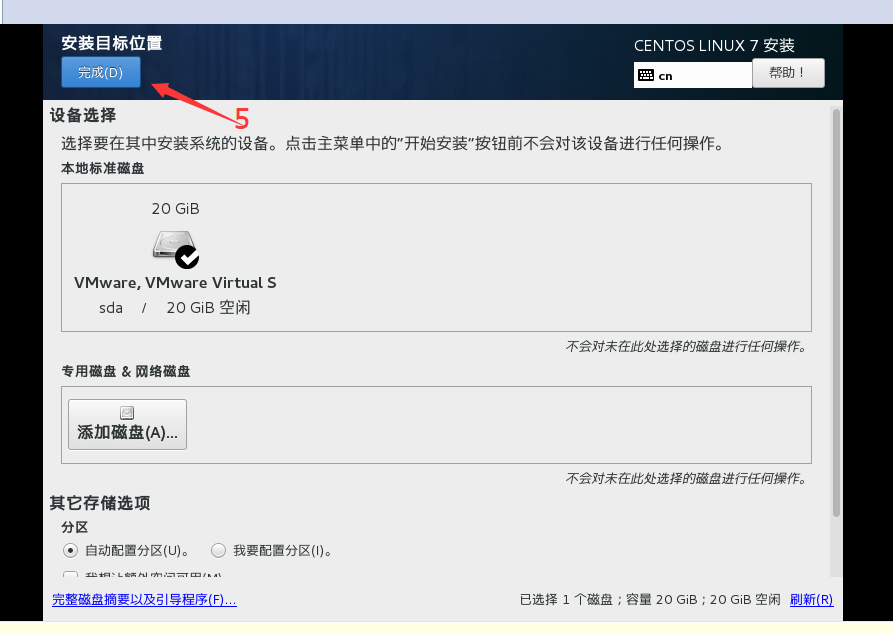 安装目标位置
CENTOS LINUX 7 安装
完成(D)
cn
帮助！
5
设备选择
选择要在其中安装系统的设备。点击主菜单中的"开始安装"按钮前不会对该设备进行任何操作。
本地标准磁盘
20 GiB
VMware, VMware Virtual S
sda / 20 GiB 空闲
不会对未在此处选择的磁盘进行任何操作。
专用磁盘 & 网络磁盘
添加磁盘(A)...
不会对未在此处选择的磁盘进行任何操作。
其它存储选项
分区
自动配置分区(U)。 我要配置分区(I)。
我想让额外空间可用(M)
完整磁盘摘要以及引导程序(F)...
已选择 1 个磁盘；容量 20 GiB；20 GiB 空闲 刷新(R)